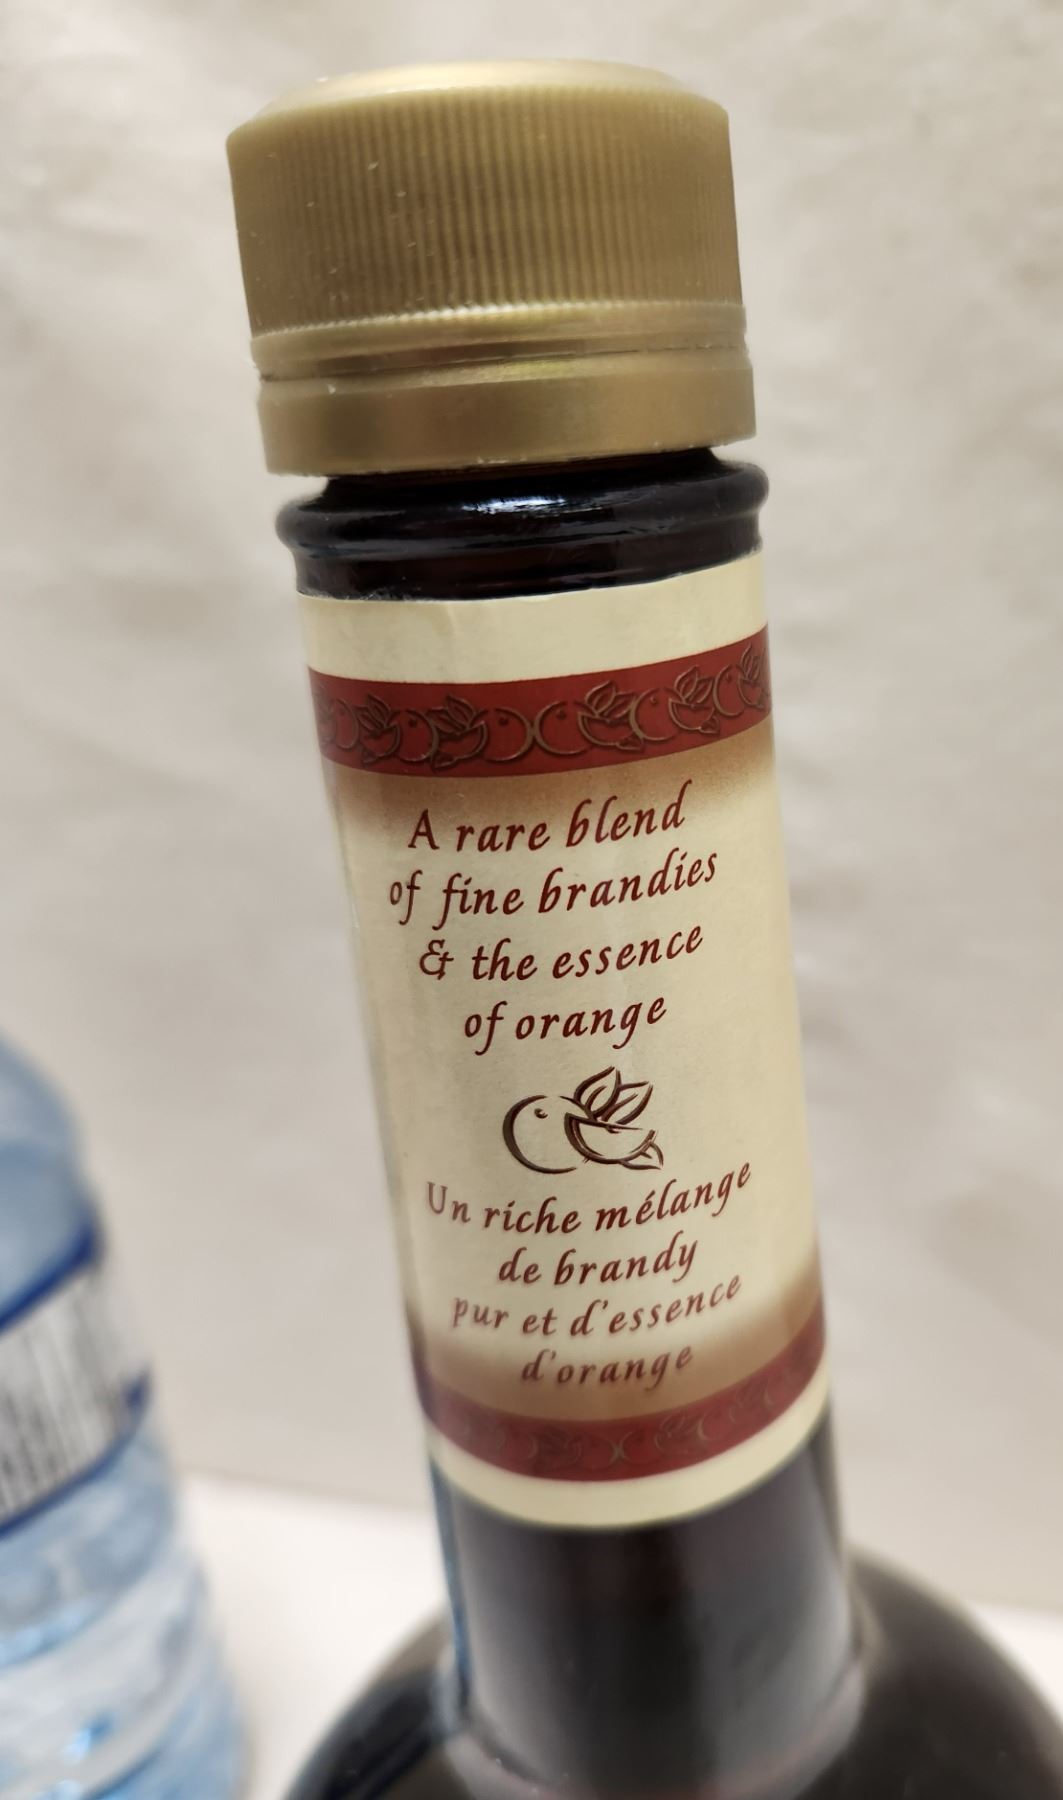 A rare blend
of fine brandies
& the essence
of orange
Un riche mélange
de brandy
pur et d'essence
d'orange